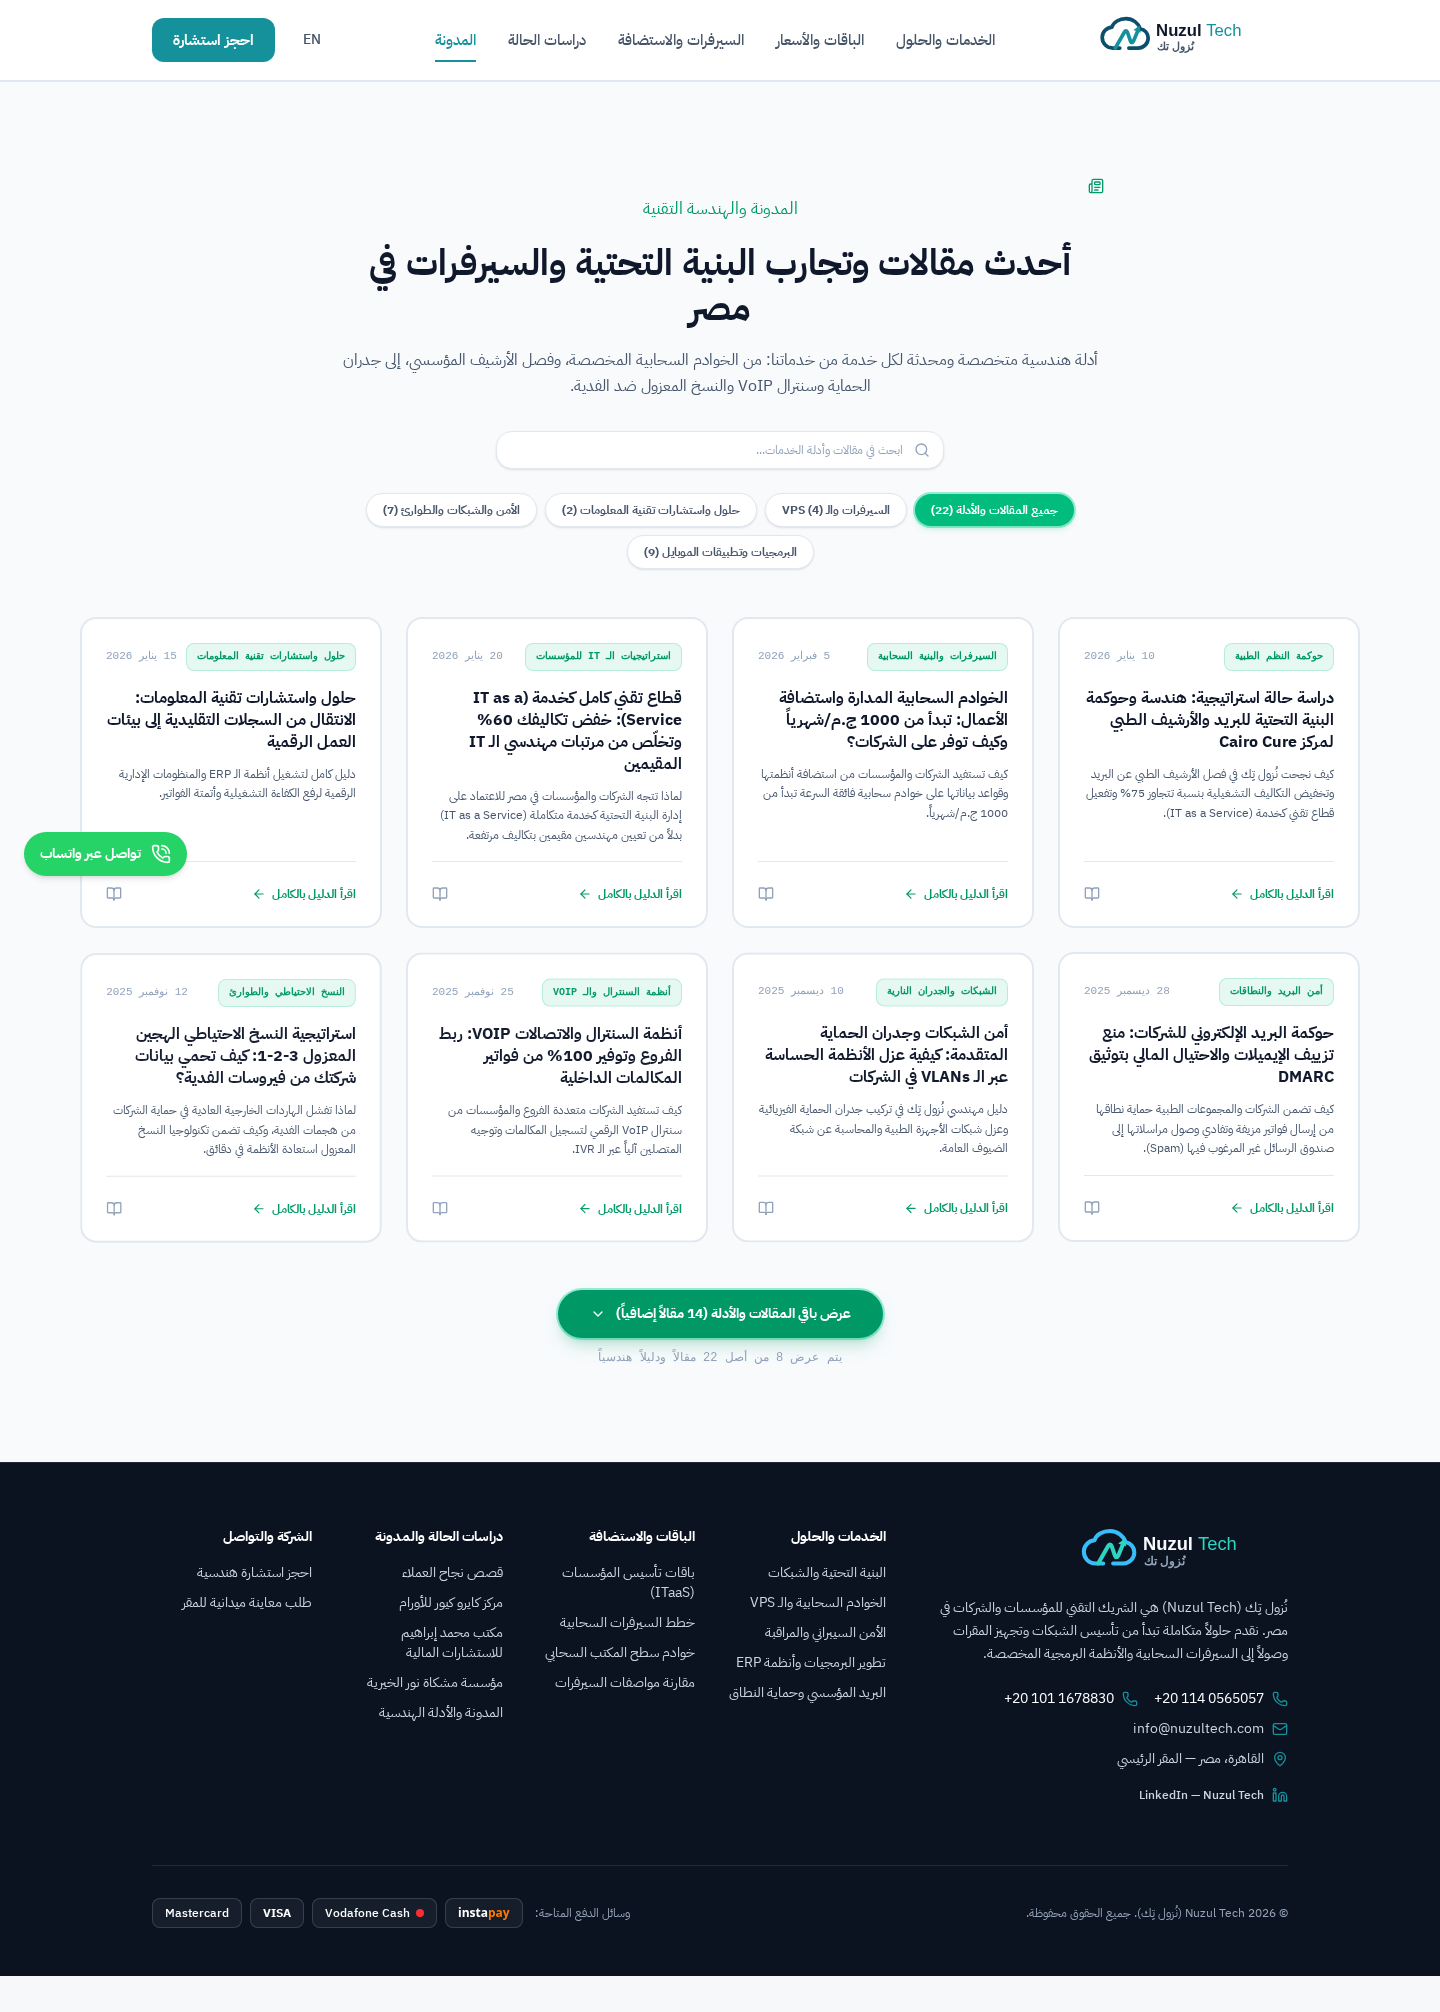 Nuzul Tech
نُزول تك
الخدمات والحلول
الباقات والأسعار
السيرفرات والاستضافة
دراسات الحالة
المدونة
EN
احجز استشارة
المدونة والهندسة التقنية
أحدث مقالات وتجارب البنية التحتية والسيرفرات في
مصر
أدلة هندسية متخصصة ومحدثة لكل خدمة من خدماتنا: من الخوادم السحابية المخصصة، وفصل الأرشيف المؤسسي، إلى جدران
الحماية وسنترال VoIP والنسخ المعزول ضد الفدية.
ابحث في مقالات وأدلة الخدمات...
جميع المقالات والأدلة (22)
السيرفرات والـ VPS (4)
حلول واستشارات تقنية المعلومات (2)
الأمن والشبكات والطوارئ (7)
البرمجيات وتطبيقات الموبايل (9)
حوكمة النظم الطبية
10 يناير 2026
دراسة حالة استراتيجية: هندسة وحوكمة
البنية التحتية للبريد والأرشيف الطبي
لمركز Cairo Cure
كيف نجحت نُزول تِك في فصل الأرشيف الطبي عن البريد
وتخفيض التكاليف التشغيلية بنسبة تتجاوز 75% وتفعيل
قطاع تقني كخدمة (IT as a Service).
اقرأ الدليل بالكامل
السيرفرات والبنية السحابية
5 فبراير 2026
الخوادم السحابية المدارة واستضافة
الأعمال: تبدأ من 1000 ج.م/شهرياً
وكيف توفر على الشركات؟
كيف تستفيد الشركات والمؤسسات من استضافة أنظمتها
وقواعد بياناتها على خوادم سحابية فائقة السرعة تبدأ من
1000 ج.م/شهرياً.
اقرأ الدليل بالكامل
استراتيجيات الـ IT للمؤسسات
20 يناير 2026
قطاع تقني كامل كخدمة (IT as a
Service): خفض تكاليفك 60%
وتخلّص من مرتبات مهندسي الـ IT
المقيمين
لماذا تتجه الشركات والمؤسسات في مصر للاعتماد على
إدارة البنية التحتية كخدمة متكاملة (IT as a Service)
بدلاً من تعيين مهندسين مقيمين بتكاليف مرتفعة.
اقرأ الدليل بالكامل
حلول واستشارات تقنية المعلومات
15 يناير 2026
حلول واستشارات تقنية المعلومات:
الانتقال من السجلات التقليدية إلى بيئات
العمل الرقمية
دليل كامل لتشغيل أنظمة الـ ERP والمنظومات الإدارية
الرقمية لرفع الكفاءة التشغيلية وأتمتة الفواتير.
اقرأ الدليل بالكامل
تواصل عبر واتساب
أمن البريد والنطاقات
28 ديسمبر 2025
حوكمة البريد الإلكتروني للشركات: منع
تزييف الإيميلات والاحتيال المالي بتوثيق
DMARC
كيف تضمن الشركات والمجموعات الطبية حماية نطاقها
من إرسال فواتير مزيفة وتفادي وصول مراسلاتها إلى
صندوق الرسائل غير المرغوب فيها (Spam).
اقرأ الدليل بالكامل
الشبكات والجدران النارية
10 ديسمبر 2025
أمن الشبكات وجدران الحماية
المتقدمة: كيفية عزل الأنظمة الحساسة
عبر الـ VLANs في الشركات
دليل مهندسي نُزول تِك في تركيب جدران الحماية الفيزيائية
وعزل شبكات الأجهزة الطبية والمحاسبة عن شبكة
الضيوف العامة.
اقرأ الدليل بالكامل
أنظمة السنترال والـ VOIP
25 نوفمبر 2025
أنظمة السنترال والاتصالات VOIP: ربط
الفروع وتوفير 100% من فواتير
المكالمات الداخلية
كيف تستفيد الشركات متعددة الفروع والمؤسسات من
سنترال VoIP الرقمي لتسجيل المكالمات وتوجيه
المتصلين آلياً عبر الـ IVR.
اقرأ الدليل بالكامل
النسخ الاحتياطي والطوارئ
12 نوفمبر 2025
استراتيجية النسخ الاحتياطي الهجين
المعزول 3-2-1: كيف تحمي بيانات
شركتك من فيروسات الفدية؟
لماذا تفشل الهاردات الخارجية العادية في حماية الشركات
من هجمات الفدية، وكيف تضمن تكنولوجيا النسخ
المعزول استعادة الأنظمة في دقائق.
اقرأ الدليل بالكامل
عرض باقي المقالات والأدلة (14 مقالاً إضافياً)
يتم عرض 8 من أصل 22 مقالاً ودليلاً هندسياً
Nuzul Tech
نُزول تك
نُزول تِك (Nuzul Tech) هي الشريك التقني للمؤسسات والشركات في
مصر. نقدم حلولاً متكاملة تبدأ من تأسيس الشبكات وتجهيز المقرات
وصولاً إلى السيرفرات السحابية والأنظمة البرمجية المخصصة.
+20 114 0565057
+20 101 1678830
info@nuzultech.com
القاهرة، مصر — المقر الرئيسي
LinkedIn — Nuzul Tech
الخدمات والحلول
البنية التحتية والشبكات
الخوادم السحابية والـ VPS
الأمن السيبراني والمراقبة
تطوير البرمجيات وأنظمة ERP
البريد المؤسسي وحماية النطاق
الباقات والاستضافة
باقات تأسيس المؤسسات
(ITaaS)
خطط السيرفرات السحابية
خوادم سطح المكتب السحابي
مقارنة مواصفات السيرفرات
دراسات الحالة والمدونة
قصص نجاح العملاء
مركز كايرو كيور للأورام
مكتب محمد إبراهيم
للاستشارات المالية
مؤسسة مشكاة نور الخيرية
المدونة والأدلة الهندسية
الشركة والتواصل
احجز استشارة هندسية
طلب معاينة ميدانية للمقر
© 2026 Nuzul Tech (نُزول تِك). جميع الحقوق محفوظة.
وسائل الدفع المتاحة:
instapay
Vodafone Cash
VISA
Mastercard